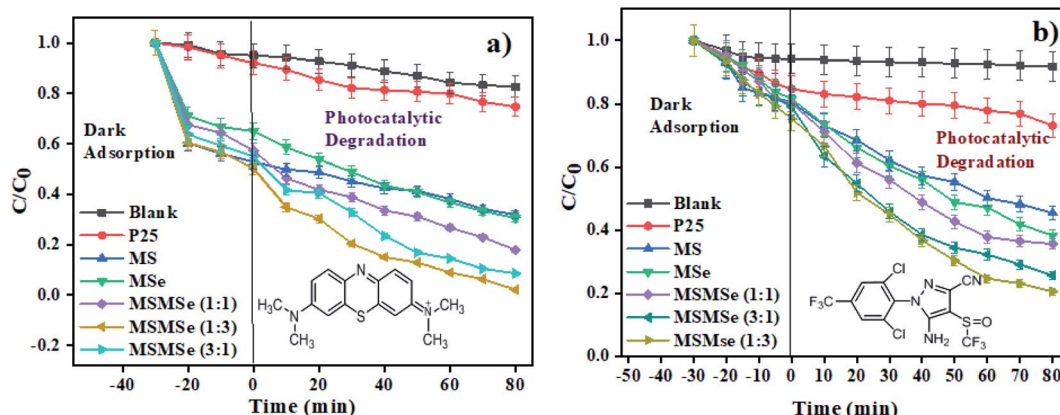 a)
1.0
0.8
0.6
0.4
0.2
0.0
-0.2
C/C0
Dark
Adsorption
Photocatalytic
Degradation
Blank
P25
MS
MSe
MSMSe (1:1)
MSMSe (1:3)
MSMSe (3:1)
N
H₃C
N
CH₃
S
N⁺
CH₃
CH₃
-40 -20 0 20 40 60 80
Time (min)
b)
1.0
0.8
0.6
0.4
0.2
0.0
C/C0
Dark
Adsorption
Photocatalytic
Degradation
Blank
P25
MS
MSe
MSMSe (1:1)
MSMSe (3:1)
MSMse (1:3)
Cl
N
CN
F₃C
N
Cl
NH₂
S=O
CF₃
-50 -40 -30 -20 -10 0 10 20 30 40 50 60 70 80
Time (min)